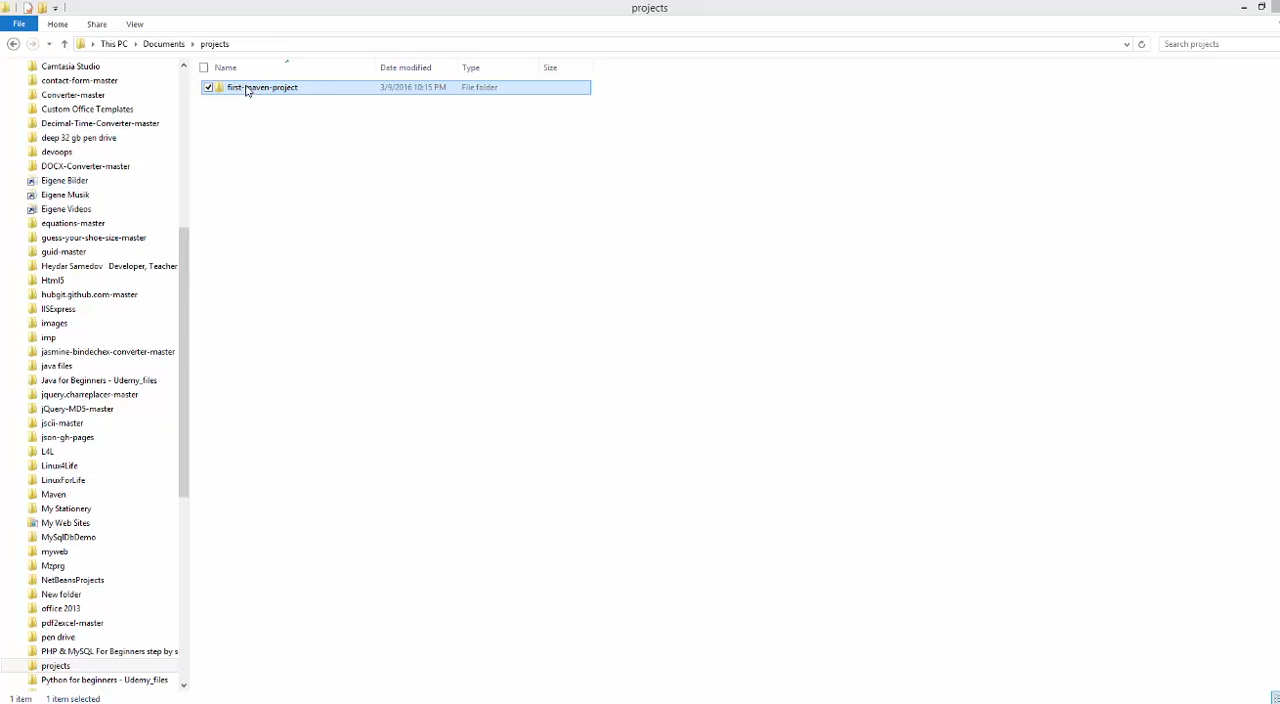 projects
File Home Share View
This PC Documents projects Search projects
Name Date modified Type Size
first-maven-project 3/9/2016 10:15 PM File folder
Camtasia Studio
contact-form-master
Converter-master
Custom Office Templates
Decimal-Time-Converter-master
deep 32 gb pen drive
devoops
DOCX-Converter-master
Eigene Bilder
Eigene Musik
Eigene Videos
equations-master
guess-your-shoe-size-master
guid-master
Heydar Samedov Developer, Teacher
Html5
hubgit.github.com-master
IISExpress
images
imp
jasmine-bindechex-converter-master
java files
Java for Beginners - Udemy_files
jquery.charreplacer-master
jQuery-MD5-master
jscii-master
json-gh-pages
L4L
Linux4Life
LinuxForLife
Maven
My Stationery
My Web Sites
MySqlDbDemo
myweb
Mzprg
NetBeansProjects
New folder
office 2013
pdf2excel-master
pen drive
PHP & MySQL For Beginners step by s
projects
Python for beginners - Udemy_files
1 item 1 item selected